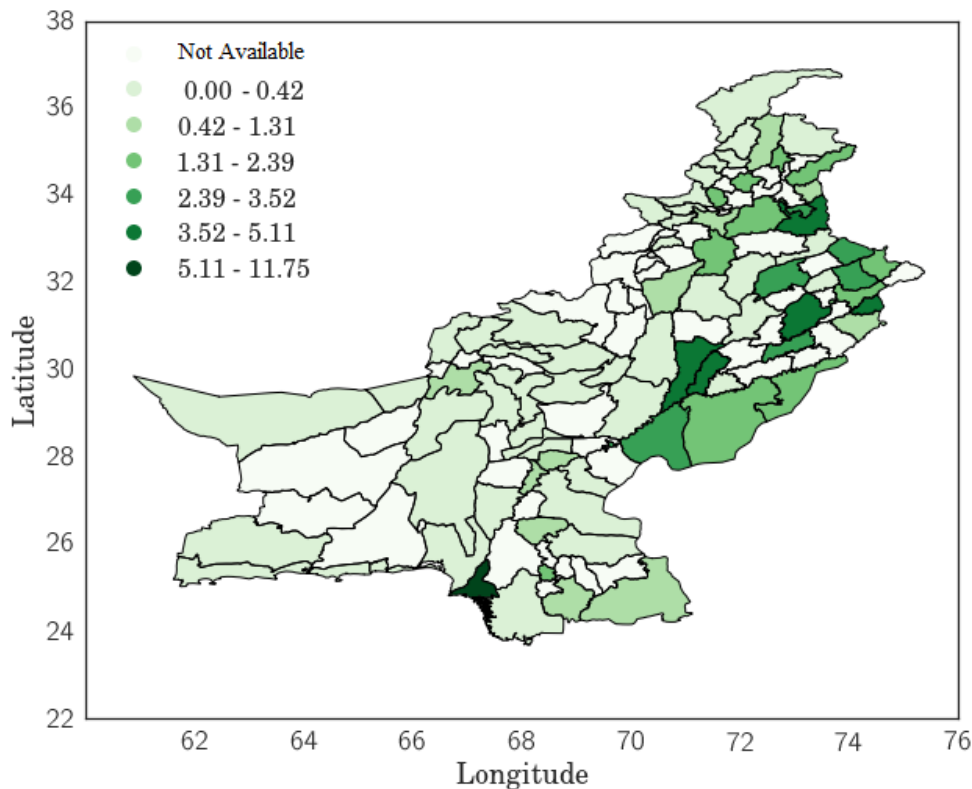 38
36
34
32
30
28
26
24
22
Latitude
Not Available
0.00 - 0.42
0.42 - 1.31
1.31 - 2.39
2.39 - 3.52
3.52 - 5.11
5.11 - 11.75
62 64 66 68 70 72 74 76
Longitude